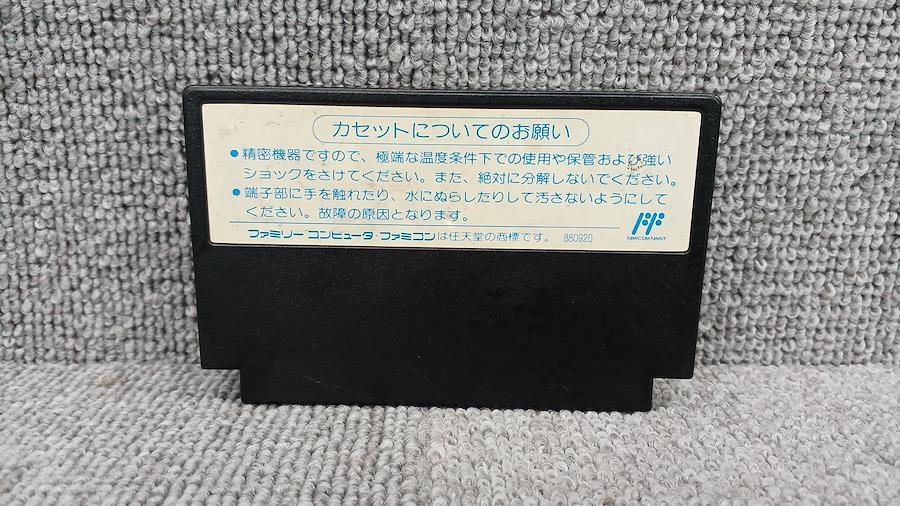 カセットについてのお願い
●精密機器ですので、極端な温度条件下での使用や保管および強い
ショックをさけてください。また、絶対に分解しないでください。
●端子部に手を触れたり、水にぬらしたりして汚さないようにして
ください。故障の原因となります。
FAMICOM FAMILY
ファミリーコンピュータ・ファミコンは任天堂の商標です。 880920